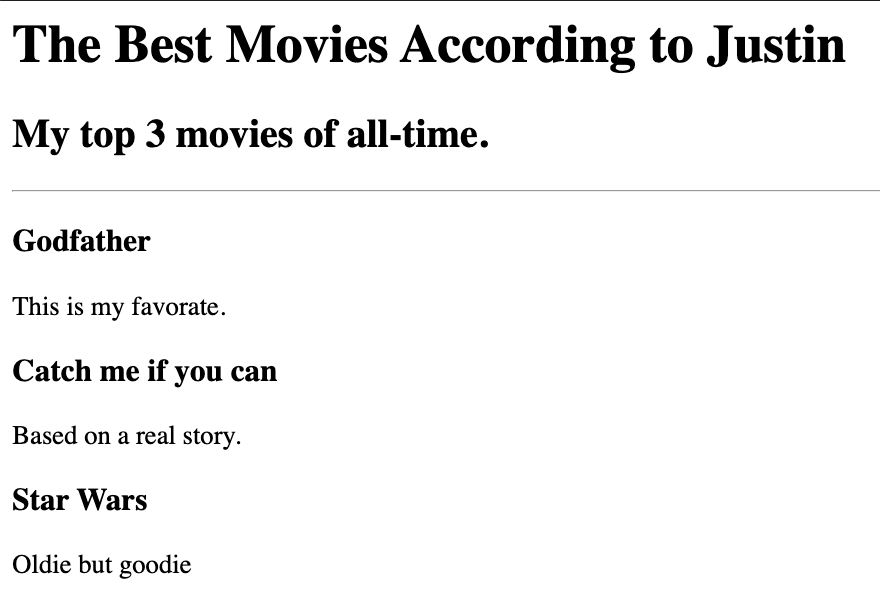 The Best Movies According to Justin
My top 3 movies of all-time.
Godfather
This is my favorate.
Catch me if you can
Based on a real story.
Star Wars
Oldie but goodie